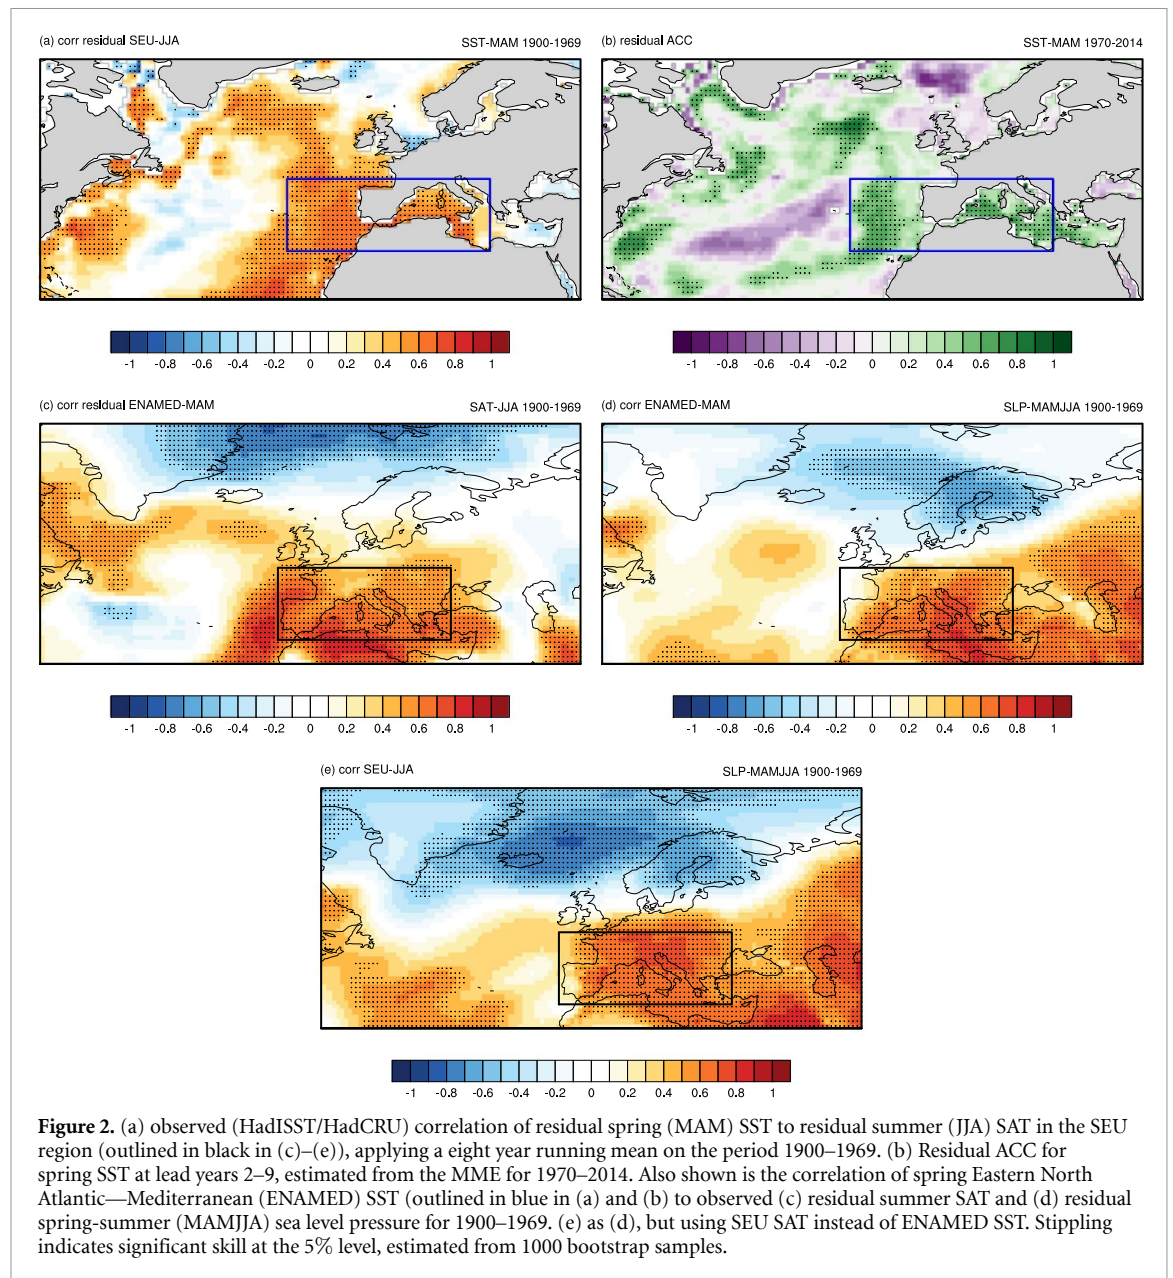 (a) corr residual SEU-JJA SST-MAM 1900-1969
(b) residual ACC SST-MAM 1970-2014
-1 -0.8 -0.6 -0.4 -0.2 0 0.2 0.4 0.6 0.8 1
-1 -0.8 -0.6 -0.4 -0.2 0 0.2 0.4 0.6 0.8 1
(c) corr residual ENAMED-MAM SAT-JJA 1900-1969
(d) corr ENAMED-MAM SLP-MAMJJA 1900-1969
-1 -0.8 -0.6 -0.4 -0.2 0 0.2 0.4 0.6 0.8 1
-1 -0.8 -0.6 -0.4 -0.2 0 0.2 0.4 0.6 0.8 1
(e) corr SEU-JJA SLP-MAMJJA 1900-1969
-1 -0.8 -0.6 -0.4 -0.2 0 0.2 0.4 0.6 0.8 1
Figure 2. (a) observed (HadISST/HadCRU) correlation of residual spring (MAM) SST to residual summer (JJA) SAT in the SEU
region (outlined in black in (c)–(e)), applying a eight year running mean on the period 1900–1969. (b) Residual ACC for
spring SST at lead years 2–9, estimated from the MME for 1970–2014. Also shown is the correlation of spring Eastern North
Atlantic—Mediterranean (ENAMED) SST (outlined in blue in (a) and (b) to observed (c) residual summer SAT and (d) residual
spring-summer (MAMJJA) sea level pressure for 1900–1969. (e) as (d), but using SEU SAT instead of ENAMED SST. Stippling
indicates significant skill at the 5% level, estimated from 1000 bootstrap samples.